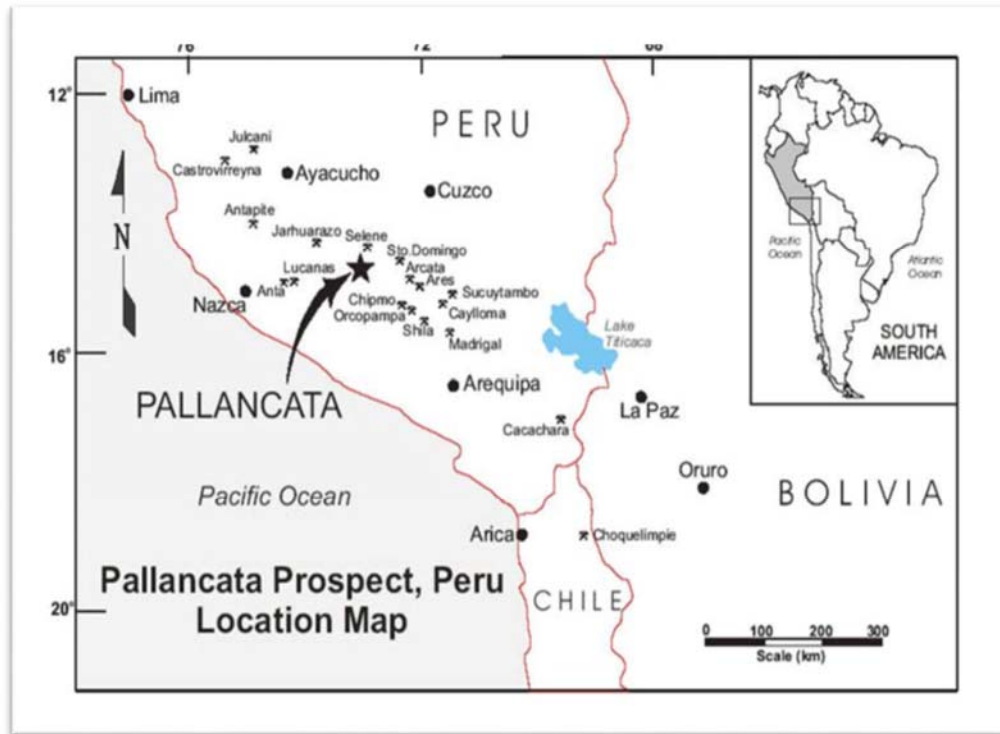 76 72 68
12°
Lima
PERU
Julcani
Castrovirreyna
Ayacucho
Cuzco
Antapite
Jarhuarazo
Selene
Sto.Domingo
Arcata
Ares
Lucanas
Anta
Nazca
Sucuytambo
Chipmo
Orcopampa
Caylloma
Shila
Madrigal
N
16°
PALLANCATA
Arequipa
Lake
Titicaca
La Paz
Cacachara
Pacific Ocean
Oruro
BOLIVIA
Arica
Choquelimpie
CHILE
20°
Pallancata Prospect, Peru
Location Map
0 100 200 300
Scale (km)
Pacific
Ocean
Atlantic
Ocean
SOUTH
AMERICA